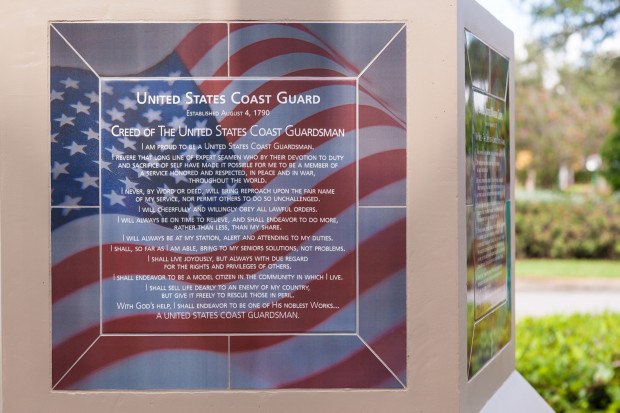 United States Coast Guard
Established August 4, 1790
Creed of The United States Coast Guardsman
I am proud to be a United States Coast Guardsman.
I revere that long line of expert seamen who by their devotion to duty
and sacrifice of self have made it possible for me to be a member of
a service honored and respected, in peace and in war,
throughout the world.
I never, by word or deed, will bring reproach upon the fair name
of my service, nor permit others to do so unchallenged.
I will cheerfully and willingly obey all lawful orders.
I will always be on time to relieve, and shall endeavor to do more,
rather than less, than my share.
I will always be at my station, alert and attending to my duties.
I shall, so far as I am able, bring to my seniors solutions, not problems.
I shall live joyously, but always with due regard
for the rights and privileges of others.
I shall endeavor to be a model citizen in the community in which I live.
I shall sell life dearly to an enemy of my country,
but give it freely to rescue those in peril.
With God's help, I shall endeavor to be one of His noblest Works...
A UNITED STATES COAST GUARDSMAN.